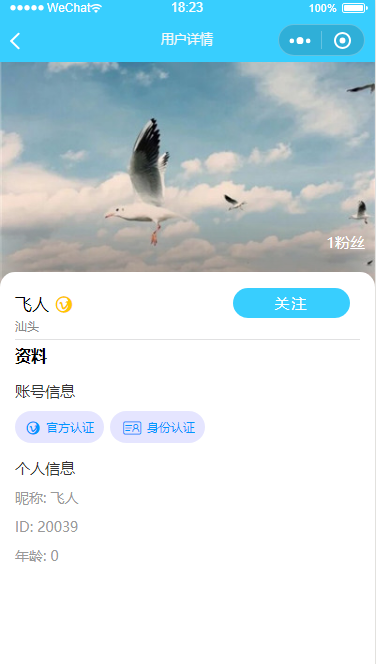 WeChat 18:23 100%
用户详情
1粉丝
飞人
关注
汕头
资料
账号信息
官方认证 身份认证
个人信息
昵称: 飞人
ID: 20039
年龄: 0